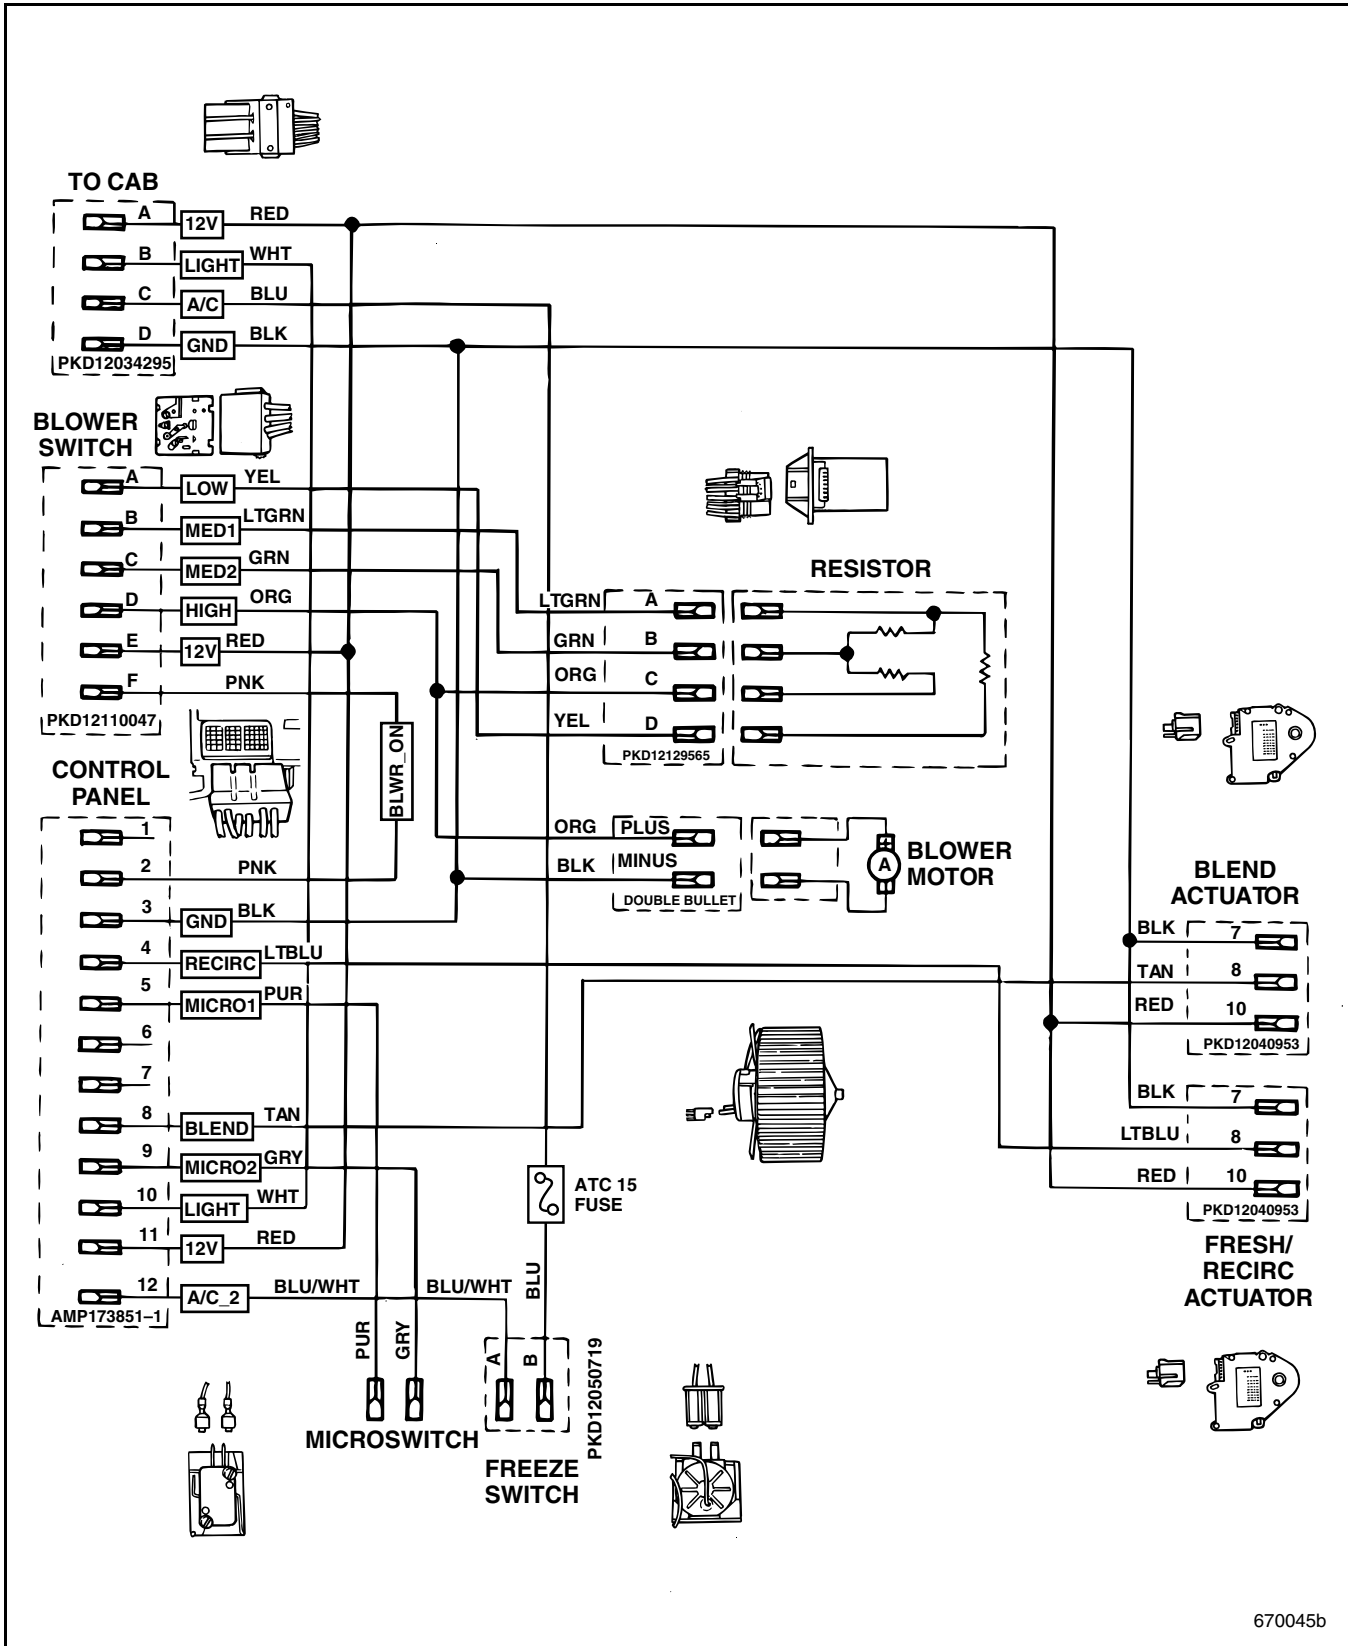 TO CAB
A 12V RED
B LIGHT WHT
C A/C BLU
D GND BLK
PKD12034295
BLOWER
SWITCH
A LOW YEL
B MED1 LTGRN
C MED2 GRN
D HIGH ORG
E 12V RED
F PNK
PKD12110047
BLWR_ON
RESISTOR
LTGRN A
GRN B
ORG C
YEL D
PKD12129565
CONTROL
PANEL
1
2 PNK
3 GND BLK
4 RECIRC LTBLU
5 MICRO1 PUR
6
7
8 BLEND TAN
9 MICRO2 GRY
10 LIGHT WHT
11 12V RED
12 A/C_2 BLU/WHT BLU/WHT
AMP173851–1
ORG PLUS
BLK MINUS
DOUBLE BULLET
A
BLOWER
MOTOR
BLEND
ACTUATOR
BLK 7
TAN 8
RED 10
PKD12040953
BLK 7
LTBLU 8
RED 10
PKD12040953
FRESH/
RECIRC
ACTUATOR
ATC 15
FUSE
BLU
PUR
GRY
MICROSWITCH
A
B
PKD12050719
FREEZE
SWITCH
670045b